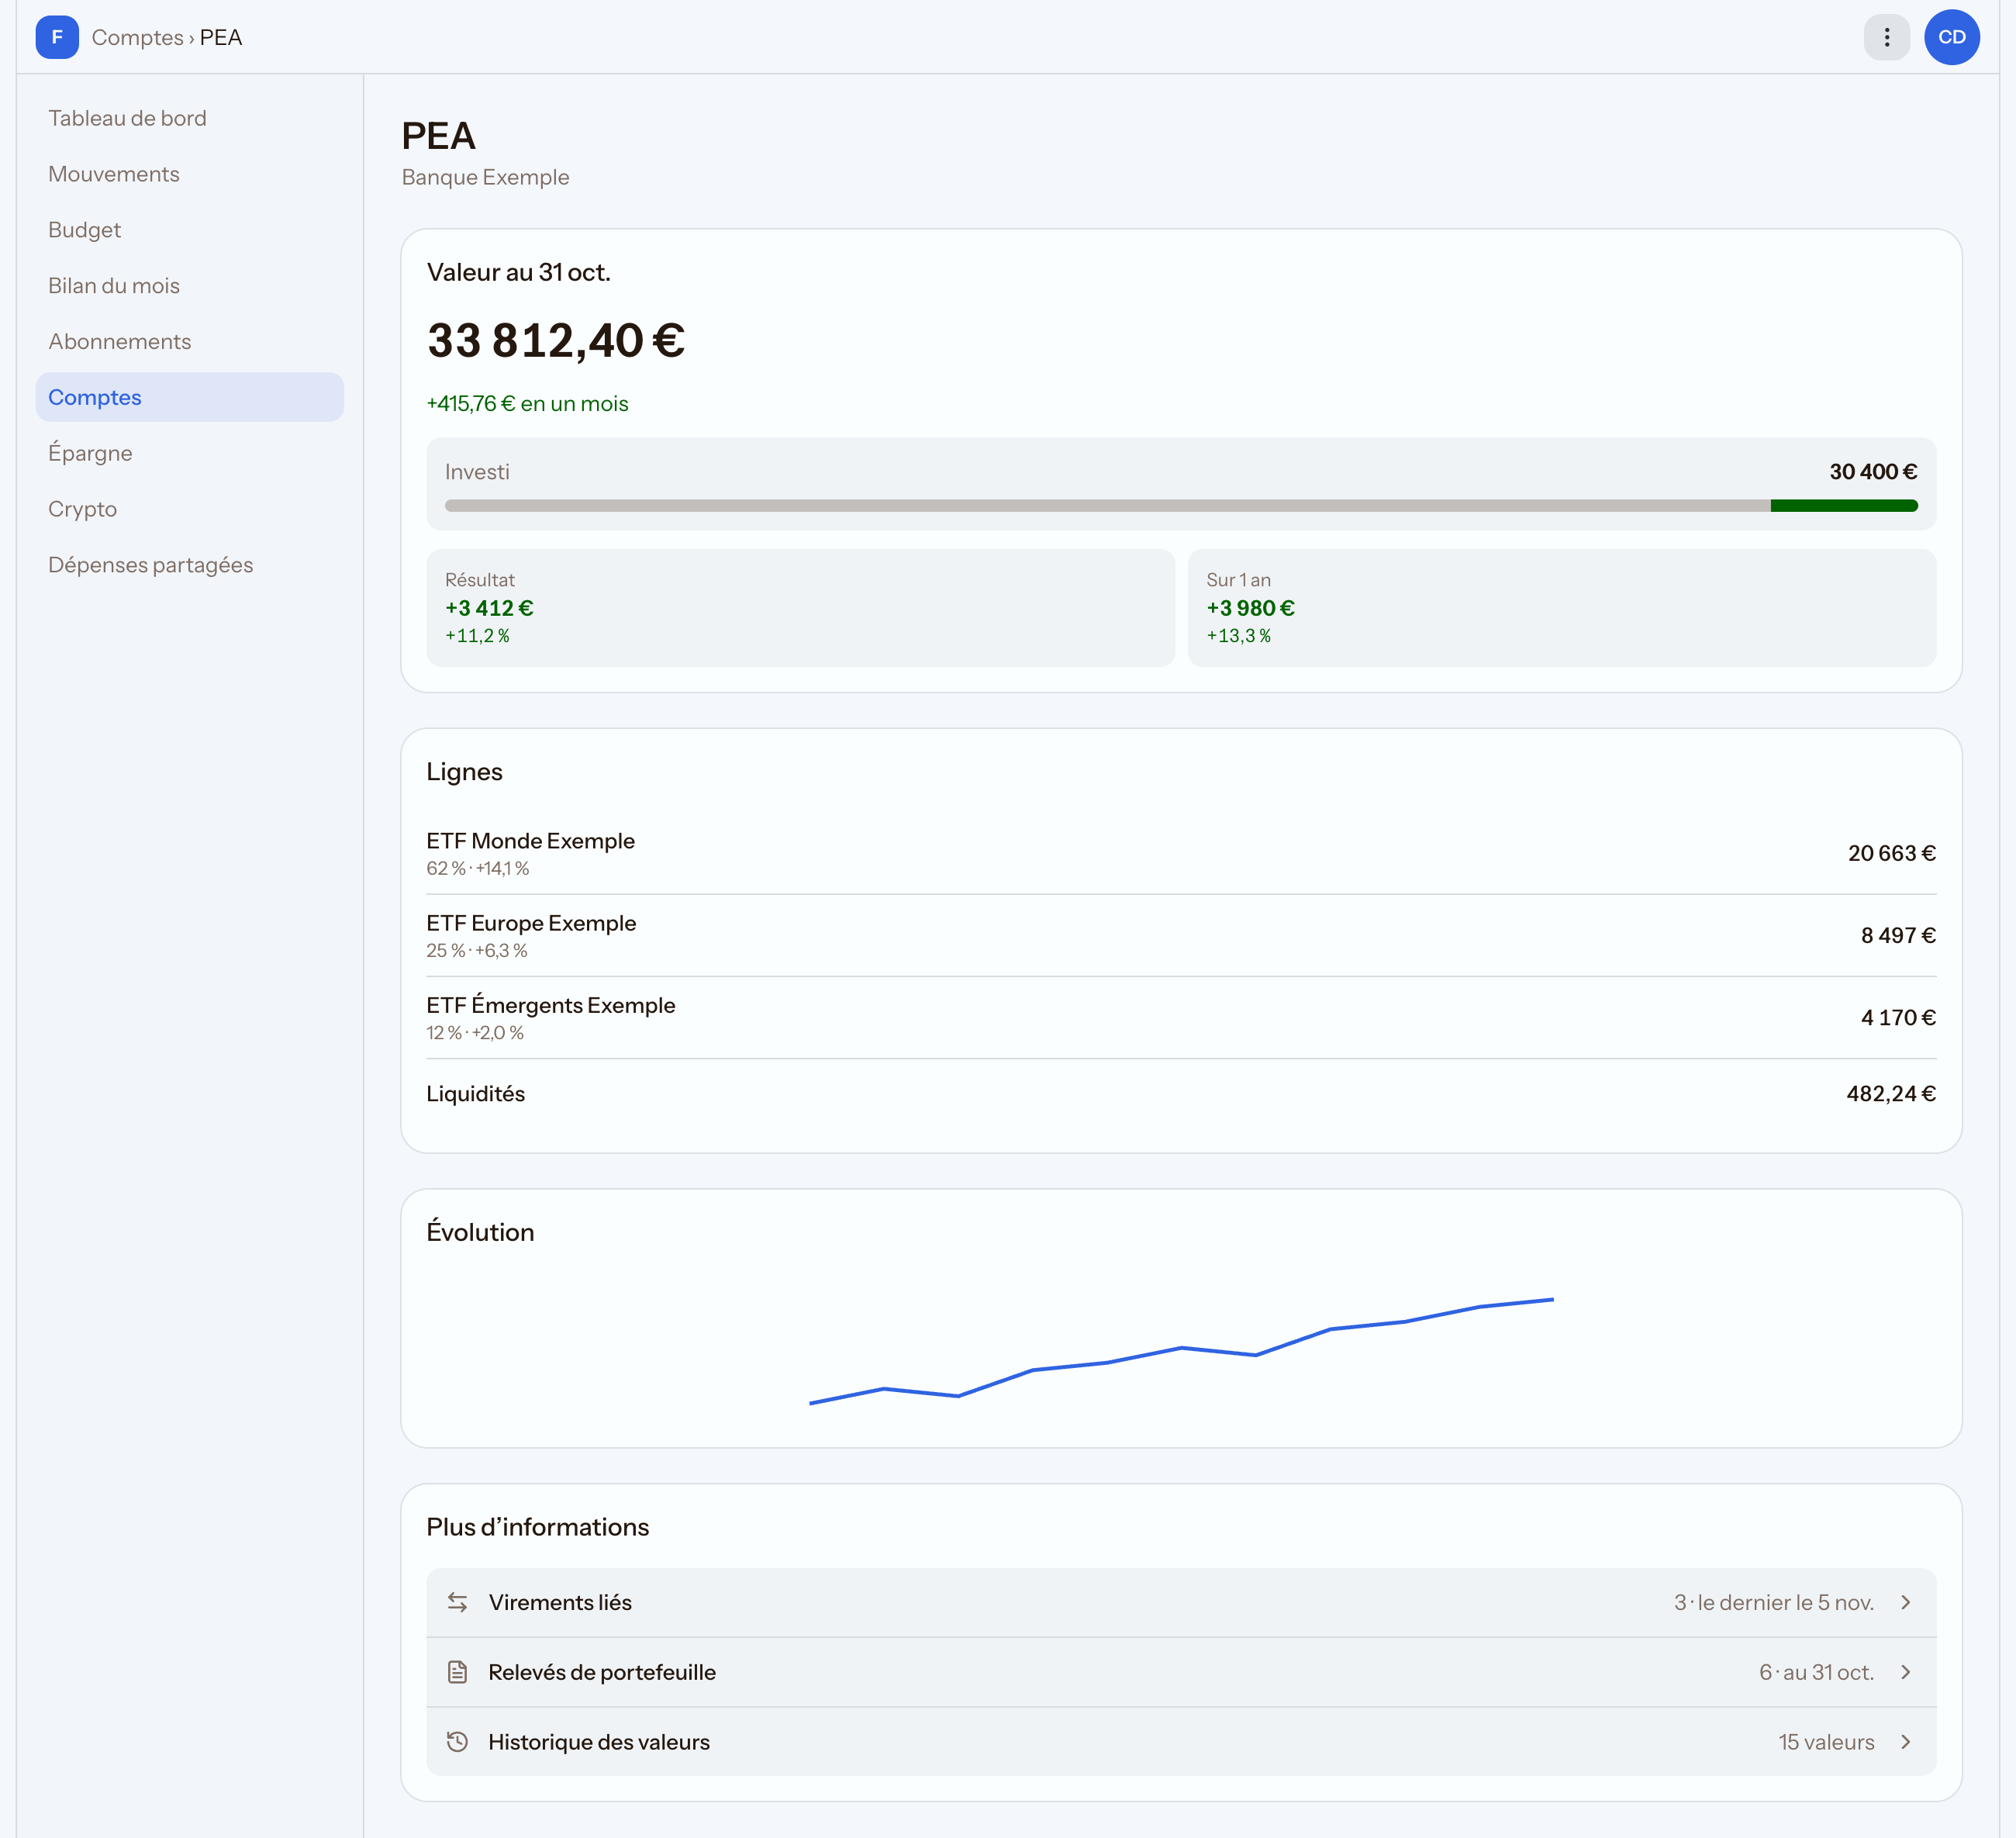 F
Comptes › PEA
CD
Tableau de bord
Mouvements
Budget
Bilan du mois
Abonnements
Comptes
Épargne
Crypto
Dépenses partagées
PEA
Banque Exemple
Valeur au 31 oct.
33 812,40 €
+415,76 € en un mois
Investi
30 400 €
Résultat
+3 412 €
+11,2 %
Sur 1 an
+3 980 €
+13,3 %
Lignes
ETF Monde Exemple
62 % · +14,1 %
20 663 €
ETF Europe Exemple
25 % · +6,3 %
8 497 €
ETF Émergents Exemple
12 % · +2,0 %
4 170 €
Liquidités
482,24 €
Évolution
Plus d’informations
Virements liés
3 · le dernier le 5 nov.
Relevés de portefeuille
6 · au 31 oct.
Historique des valeurs
15 valeurs